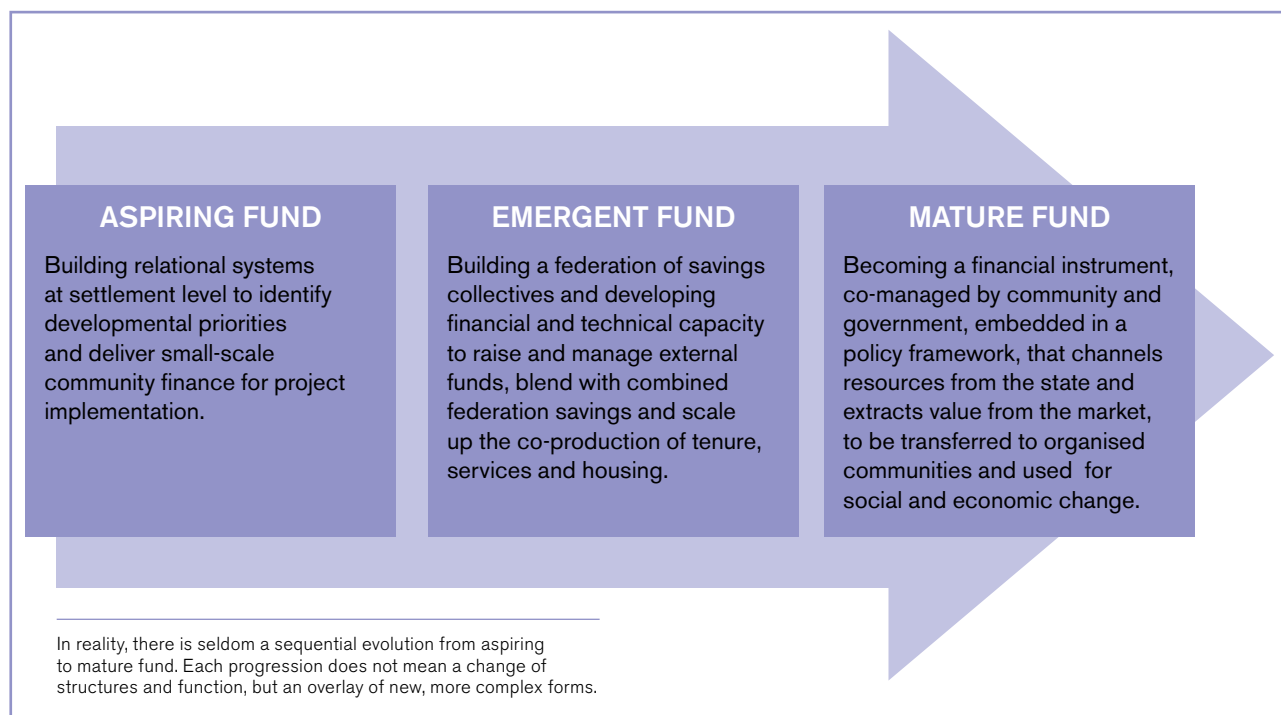 ASPIRING FUND
Building relational systems
at settlement level to identify
developmental priorities
and deliver small-scale
community finance for project
implementation.
EMERGENT FUND
Building a federation of savings
collectives and developing
financial and technical capacity
to raise and manage external
funds, blend with combined
federation savings and scale
up the co-production of tenure,
services and housing.
MATURE FUND
Becoming a financial instrument,
co-managed by community and
government, embedded in a
policy framework, that channels
resources from the state and
extracts value from the market,
to be transferred to organised
communities and used for
social and economic change.
In reality, there is seldom a sequential evolution from aspiring
to mature fund. Each progression does not mean a change of
structures and function, but an overlay of new, more complex forms.